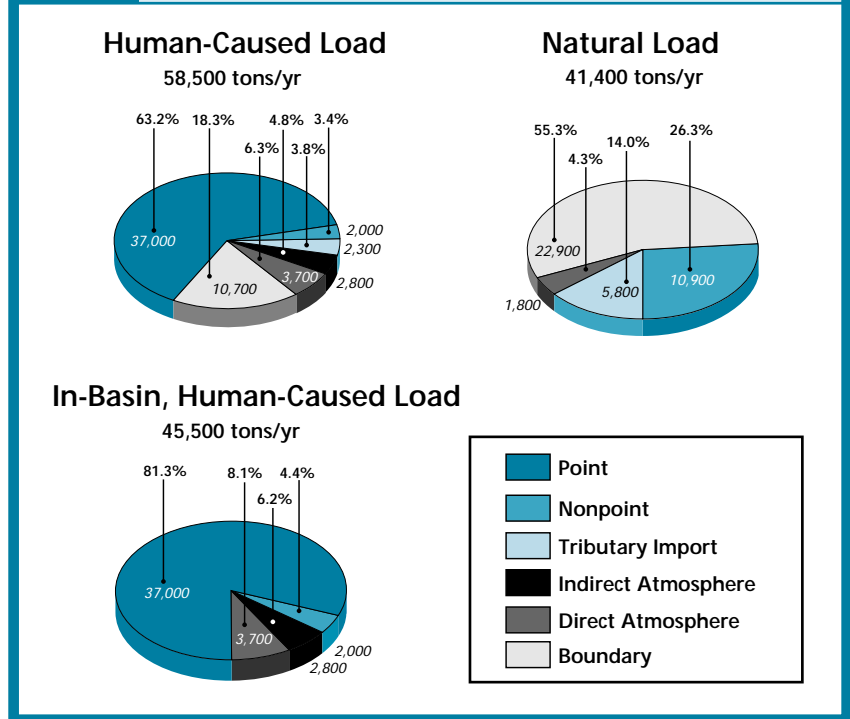 Human-Caused Load
58,500 tons/yr
63.2% 18.3% 4.8% 3.4%
6.3% 3.8%
37,000
2,000
2,300
2,800
3,700
10,700
Natural Load
41,400 tons/yr
55.3% 26.3%
14.0%
4.3%
22,900
10,900
5,800
1,800
In-Basin, Human-Caused Load
45,500 tons/yr
81.3% 8.1% 4.4%
6.2%
37,000
3,700
2,000
2,800
Point
Nonpoint
Tributary Import
Indirect Atmosphere
Direct Atmosphere
Boundary